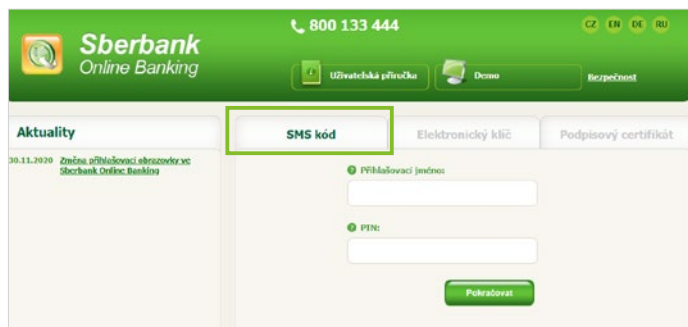 800 133 444
CZ EN DE RU
Sberbank
Online Banking
Uživatelská příručka
Demo
Bezpečnost
Aktuality
SMS kód
Elektronický klíč
Podpisový certifikát
30.11.2020 Změna přihlašovací obrazovky ve
Sberbank Online Banking
Přihlašovací jméno:
PIN:
Pokračovat